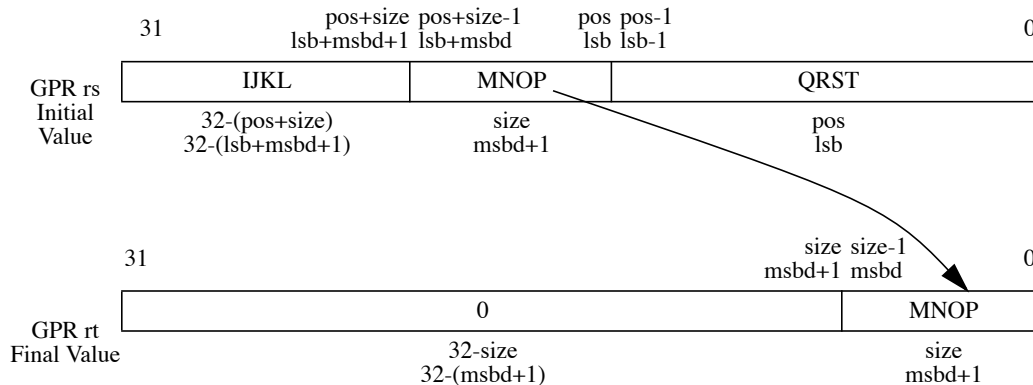 31 pos+size pos+size-1 pos pos-1 0
lsb+msbd+1 lsb+msbd lsb lsb-1
GPR rs
Initial
Value
IJKL MNOP QRST
32-(pos+size) size pos
32-(lsb+msbd+1) msbd+1 lsb
31 size size-1 0
msbd+1 msbd
GPR rt
Final Value
0 MNOP
32-size size
32-(msbd+1) msbd+1